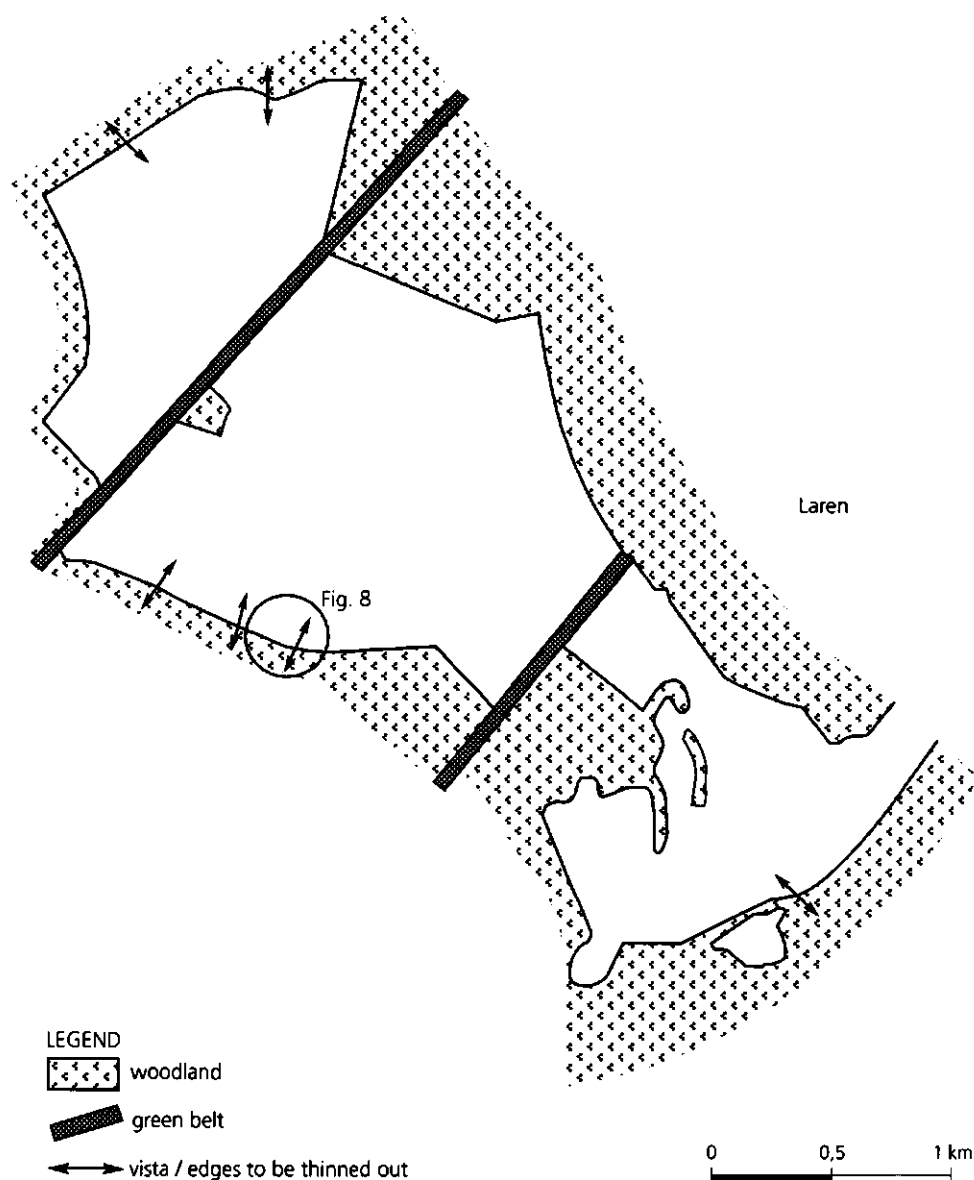 Laren
Fig. 8
LEGEND
woodland
green belt
vista / edges to be thinned out
0 0,5 1 km